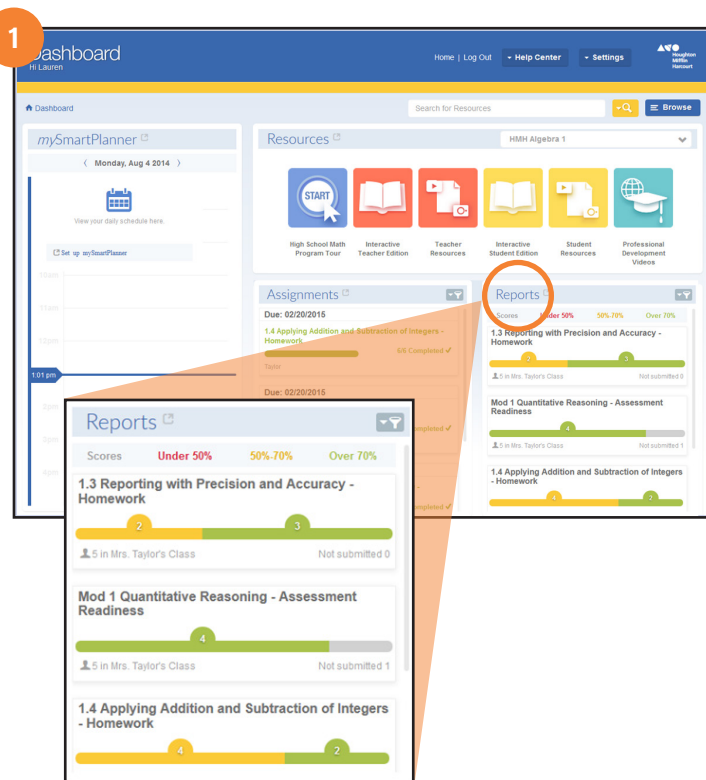 1
Dashboard
Hi Lauren
Home | Log Out
Help Center
Settings
Houghton
Mifflin
Harcourt
Dashboard
Search for Resources
Browse
mySmartPlanner
Monday, Aug 4 2014
View your daily schedule here.
Set up mySmartPlanner
10am
11am
12pm
1:01 pm
2pm
3pm
4pm
Resources
HMH Algebra 1
START
High School Math
Program Tour
Interactive
Teacher Edition
Teacher
Resources
Interactive
Student Edition
Student
Resources
Professional
Development
Videos
Assignments
Due: 02/20/2015
1.4 Applying Addition and Subtraction of Integers -
Homework
6/6 Completed ✔
Taylor
Due: 02/20/2015
Completed ✔
Completed ✔
Reports
Scores Under 50% 50%-70% Over 70%
1.3 Reporting with Precision and Accuracy -
Homework
2 3
5 in Mrs. Taylor's Class Not submitted 0
Mod 1 Quantitative Reasoning - Assessment
Readiness
4
5 in Mrs. Taylor's Class Not submitted 1
1.4 Applying Addition and Subtraction of Integers
- Homework
4 2
Reports
Scores Under 50% 50%-70% Over 70%
1.3 Reporting with Precision and Accuracy -
Homework
2 3
5 in Mrs. Taylor's Class Not submitted 0
Mod 1 Quantitative Reasoning - Assessment
Readiness
4
5 in Mrs. Taylor's Class Not submitted 1
1.4 Applying Addition and Subtraction of Integers
- Homework
4 2